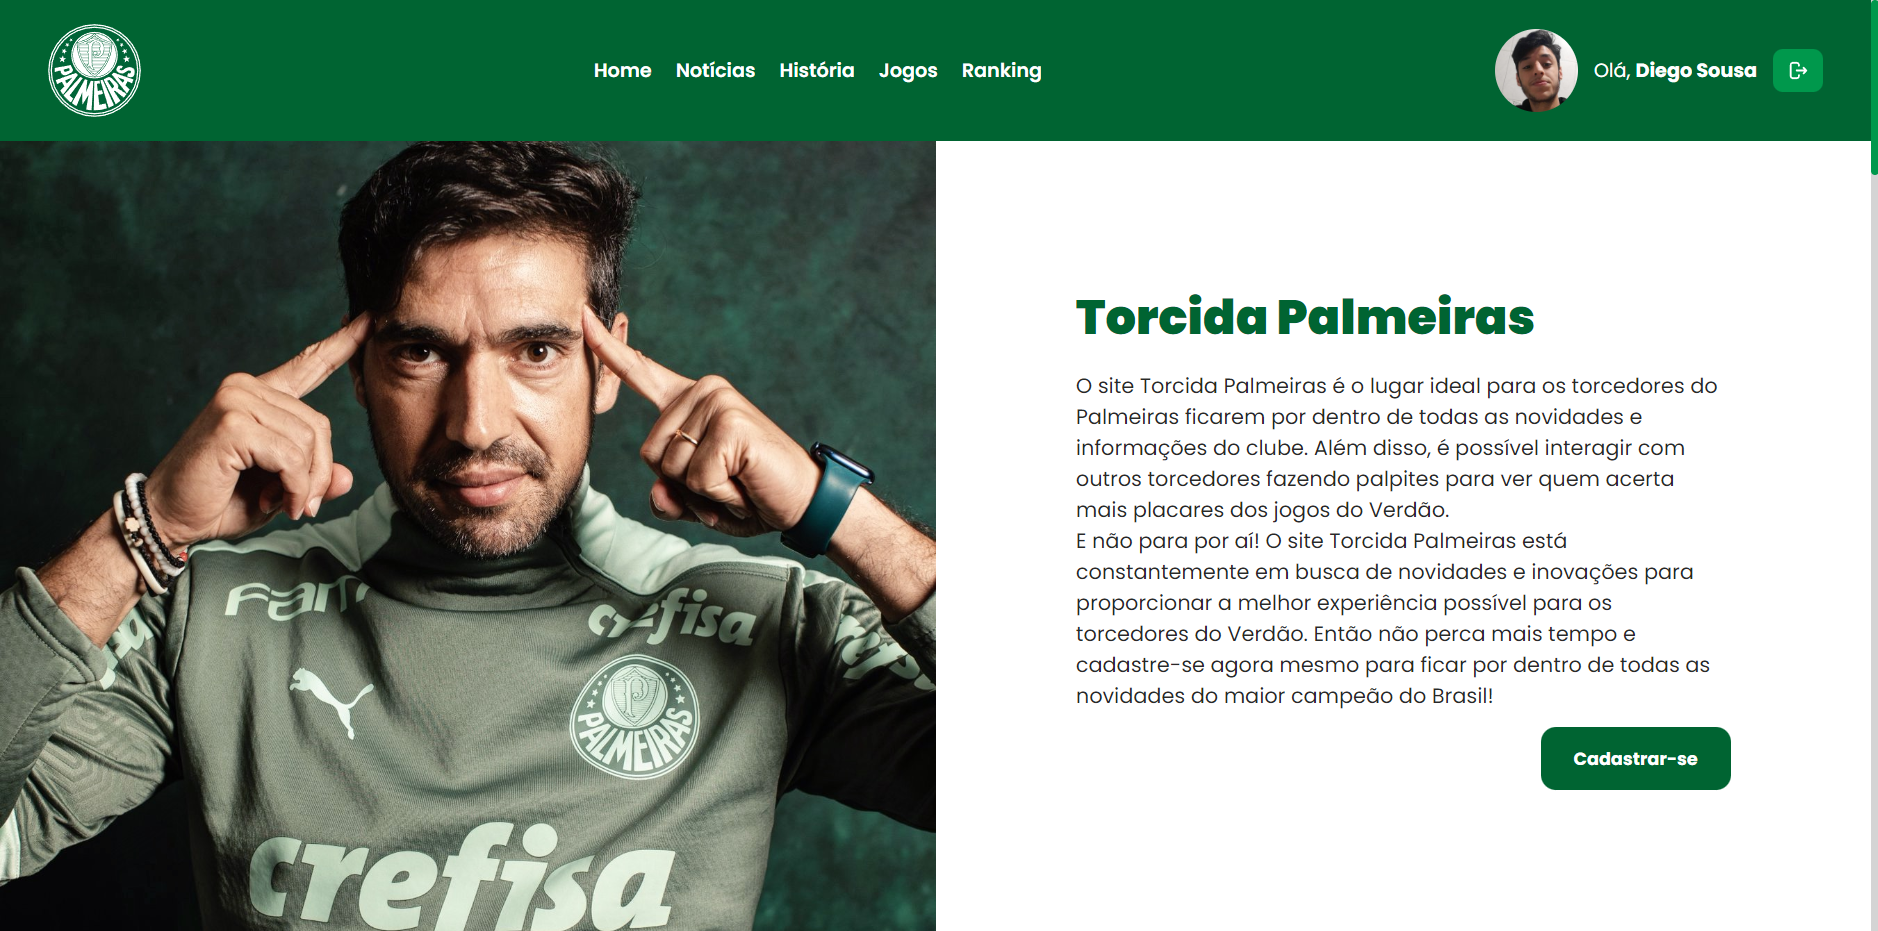 PALMEIRAS
Home Notícias História Jogos Ranking
Olá, Diego Sousa
Torcida Palmeiras
O site Torcida Palmeiras é o lugar ideal para os torcedores do
Palmeiras ficarem por dentro de todas as novidades e
informações do clube. Além disso, é possível interagir com
outros torcedores fazendo palpites para ver quem acerta
mais placares dos jogos do Verdão.
E não para por aí! O site Torcida Palmeiras está
constantemente em busca de novidades e inovações para
proporcionar a melhor experiência possível para os
torcedores do Verdão. Então não perca mais tempo e
cadastre-se agora mesmo para ficar por dentro de todas as
novidades do maior campeão do Brasil!
Cadastrar-se
crefisa
PALMEIRAS
crefisa